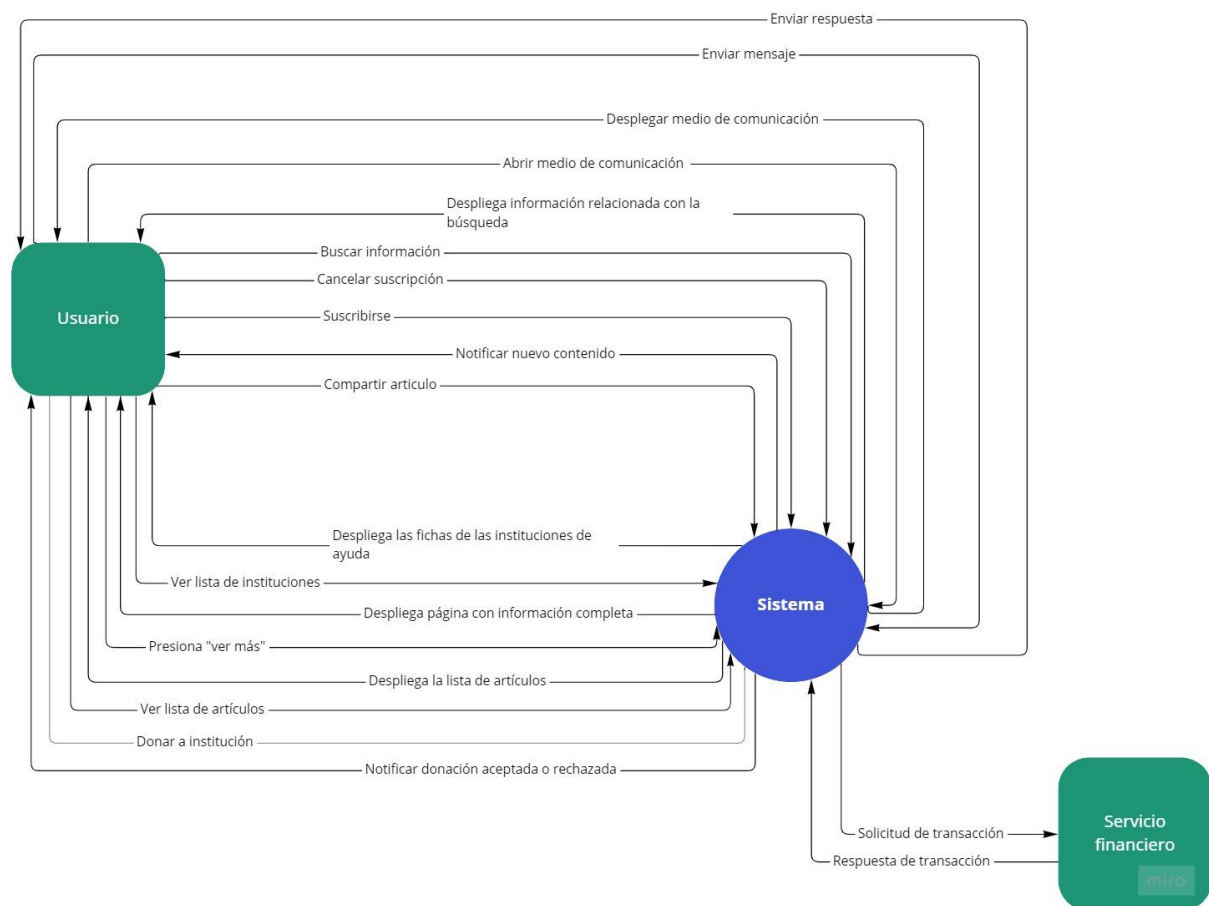 Enviar respuesta
Enviar mensaje
Desplegar medio de comunicación
Abrir medio de comunicación
Despliega información relacionada con la
búsqueda
Buscar información
Cancelar suscripción
Usuario
Suscribirse
Notificar nuevo contenido
Compartir articulo
Despliega las fichas de las instituciones de
ayuda
Ver lista de instituciones
Sistema
Despliega página con información completa
Presiona "ver más"
Despliega la lista de artículos
Ver lista de artículos
Donar a institución
Notificar donación aceptada o rechazada
Servicio
financiero
Solicitud de transacción
Respuesta de transacción
miro